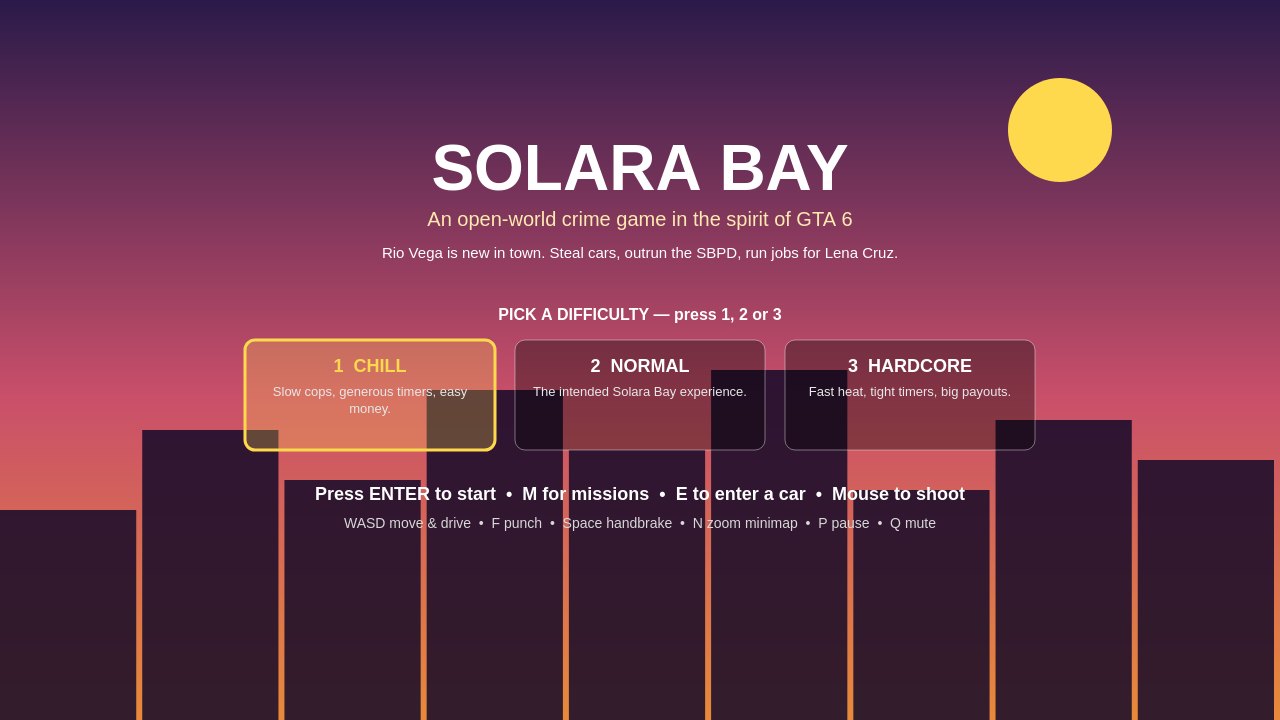 SOLARA BAY
An open-world crime game in the spirit of GTA 6
Rio Vega is new in town. Steal cars, outrun the SBPD, run jobs for Lena Cruz.
PICK A DIFFICULTY — press 1, 2 or 3
1 CHILL
Slow cops, generous timers, easy
money.
2 NORMAL
The intended Solara Bay experience.
3 HARDCORE
Fast heat, tight timers, big payouts.
Press ENTER to start • M for missions • E to enter a car • Mouse to shoot
WASD move & drive • F punch • Space handbrake • N zoom minimap • P pause • Q mute